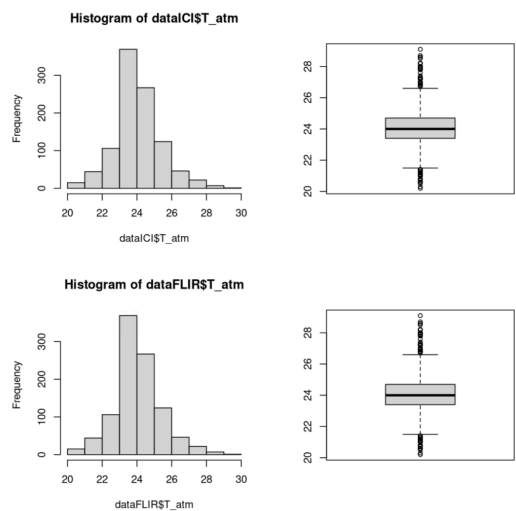 Histogram of dataICI$T_atm
Frequency
0 100 200 300
20 22 24 26 28 30
dataICI$T_atm
20 22 24 26 28
Histogram of dataFLIR$T_atm
Frequency
0 100 200 300
20 22 24 26 28 30
dataFLIR$T_atm
20 22 24 26 28